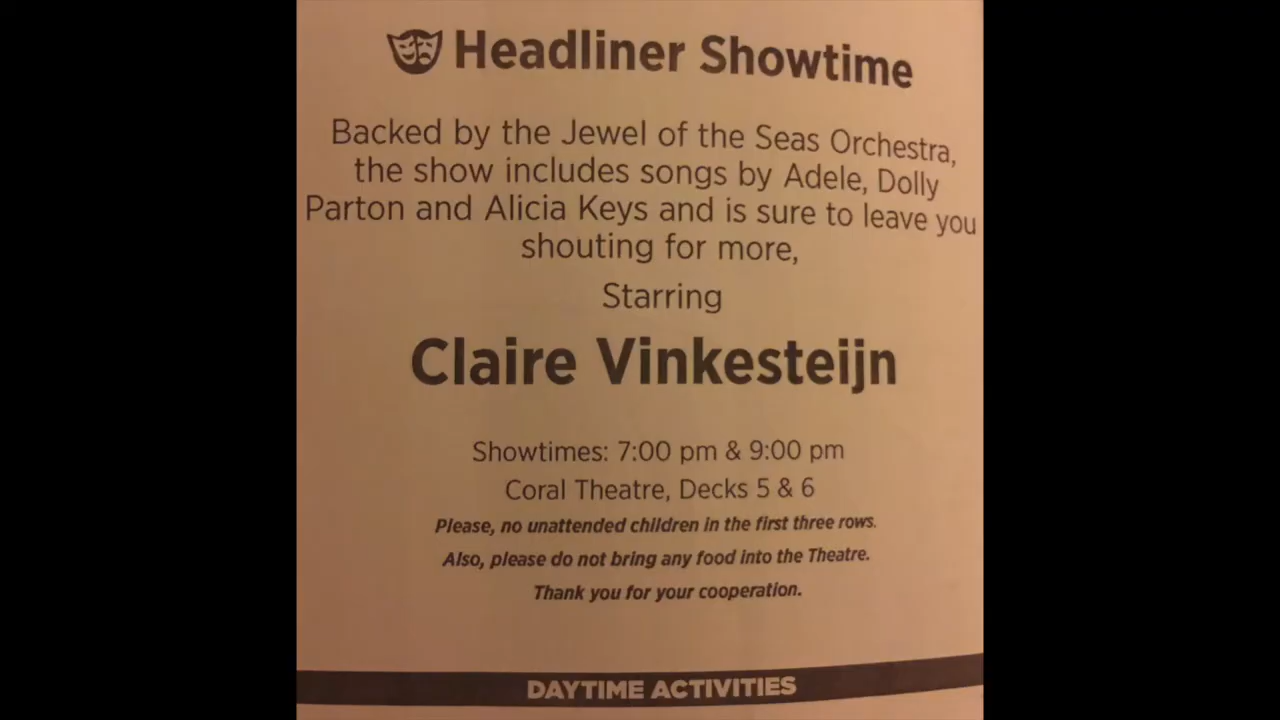 Headliner Showtime
Backed by the Jewel of the Seas Orchestra,
the show includes songs by Adele, Dolly
Parton and Alicia Keys and is sure to leave you
shouting for more,
Starring
Claire Vinkesteijn
Showtimes: 7:00 pm & 9:00 pm
Coral Theatre, Decks 5 & 6
Please, no unattended children in the first three rows.
Also, please do not bring any food into the Theatre.
Thank you for your cooperation.
DAYTIME ACTIVITIES